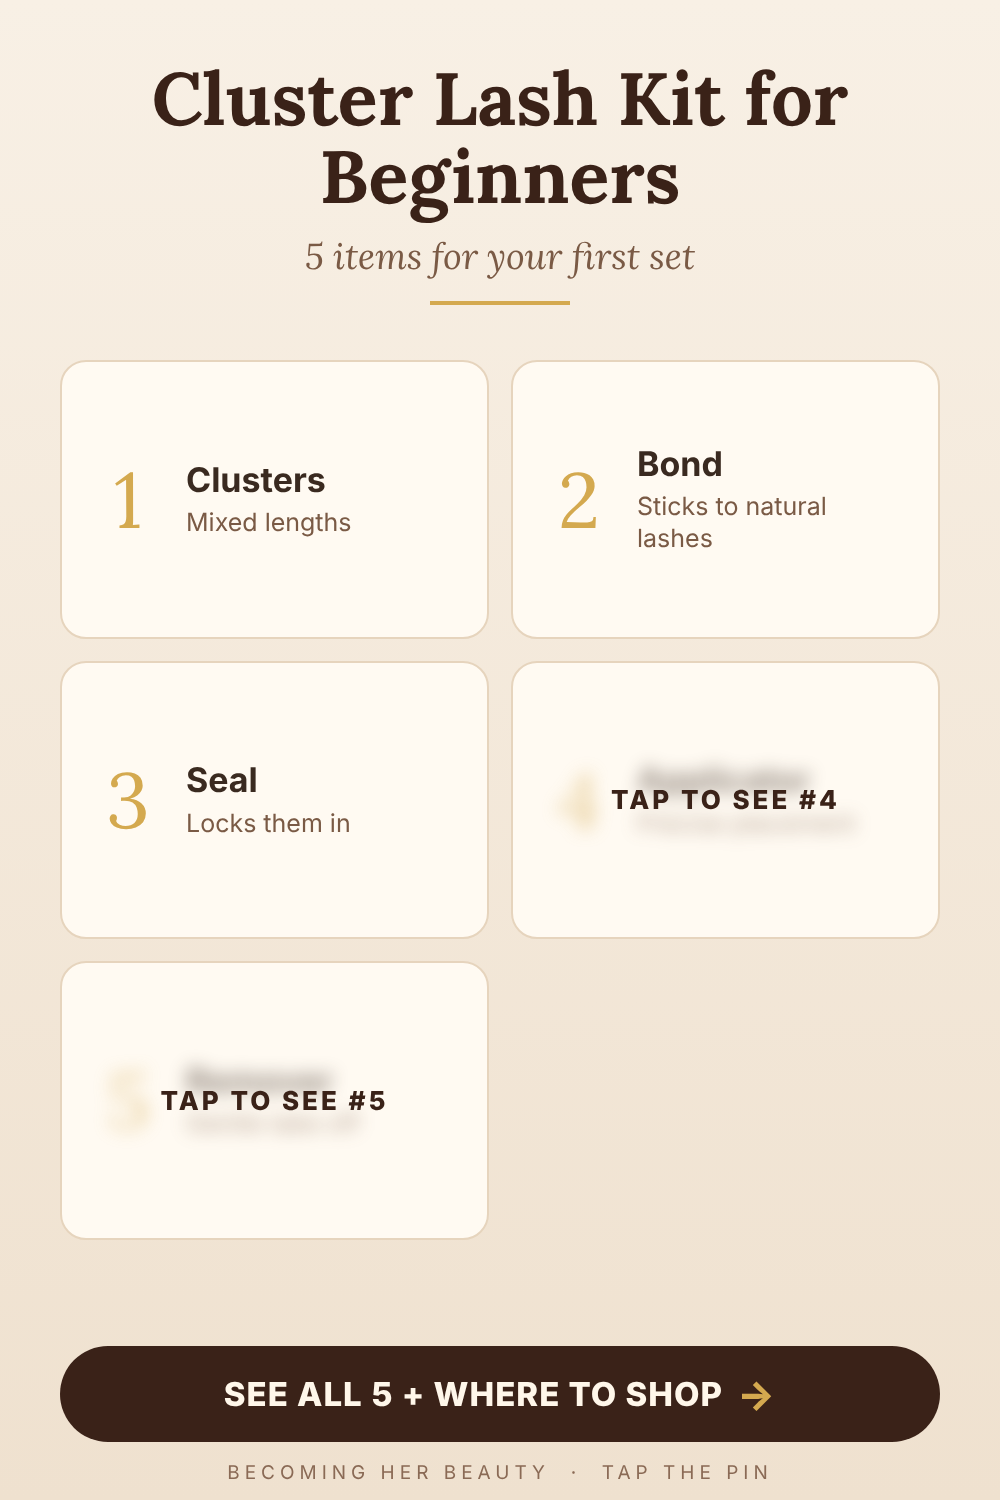 Cluster Lash Kit for
Beginners
5 items for your first set
1
Clusters
Mixed lengths
2
Bond
Sticks to natural
lashes
3
Seal
Locks them in
4
TAP TO SEE #4
5
TAP TO SEE #5
SEE ALL 5 + WHERE TO SHOP →
BECOMING HER BEAUTY · TAP THE PIN